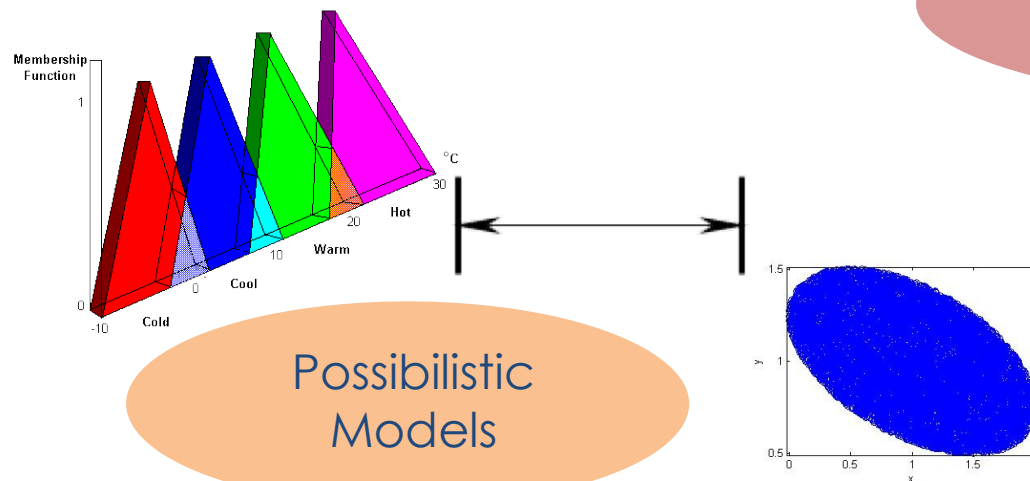 Membership
Function
1
0
-10
Cold
0
Cool
10
Warm
20
Hot
30
°C
Possibilistic
Models
1.5
1
0.5
y
0
0.5
1
1.5
x